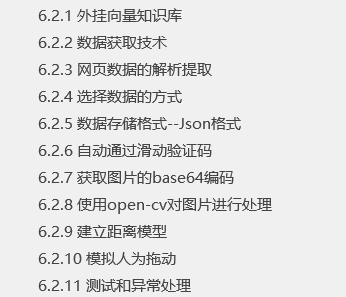 6.2.1 外挂向量知识库
6.2.2 数据获取技术
6.2.3 网页数据的解析提取
6.2.4 选择数据的方式
6.2.5 数据存储格式--Json格式
6.2.6 自动通过滑动验证码
6.2.7 获取图片的base64编码
6.2.8 使用open-cv对图片进行处理
6.2.9 建立距离模型
6.2.10 模拟人为拖动
6.2.11 测试和异常处理